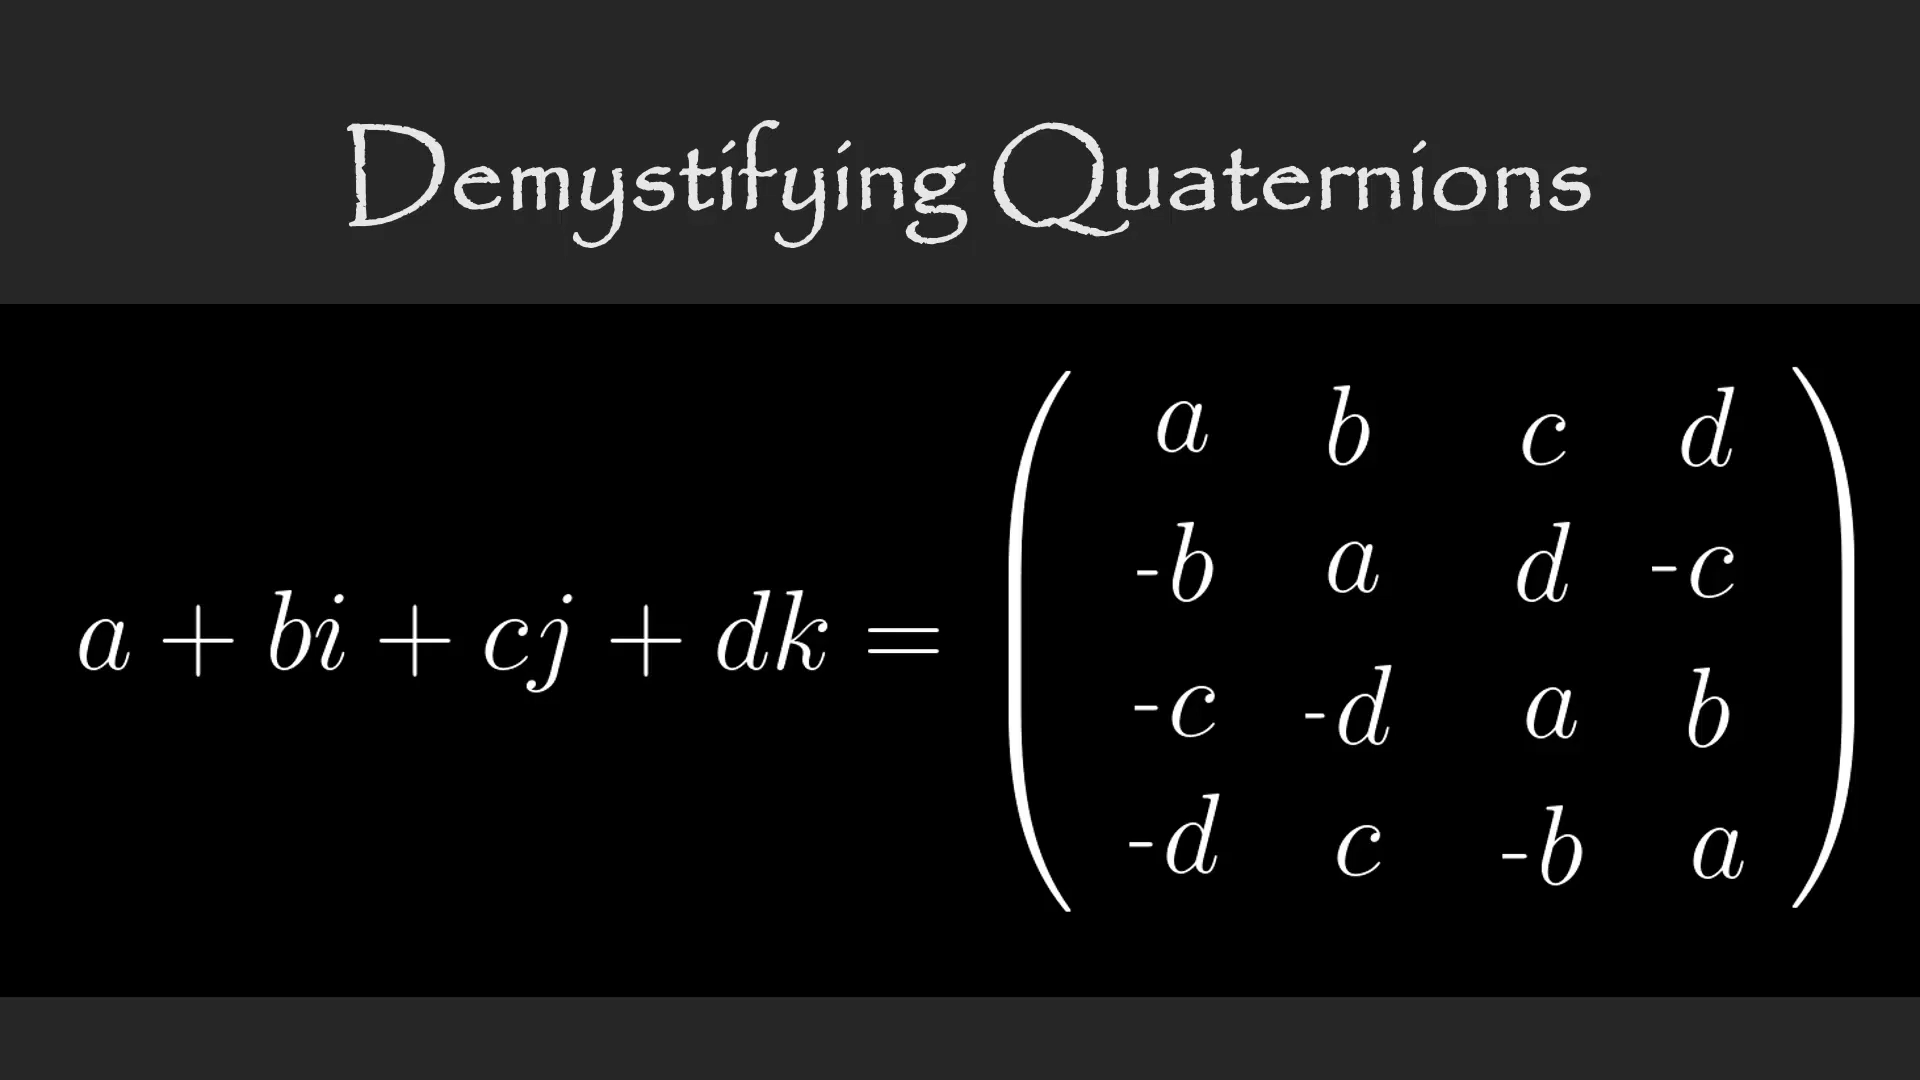 Demystifying Quaternions
a b c d
-b a d -c
a + bi + cj + dk =
-c -d a b
-d c -b a